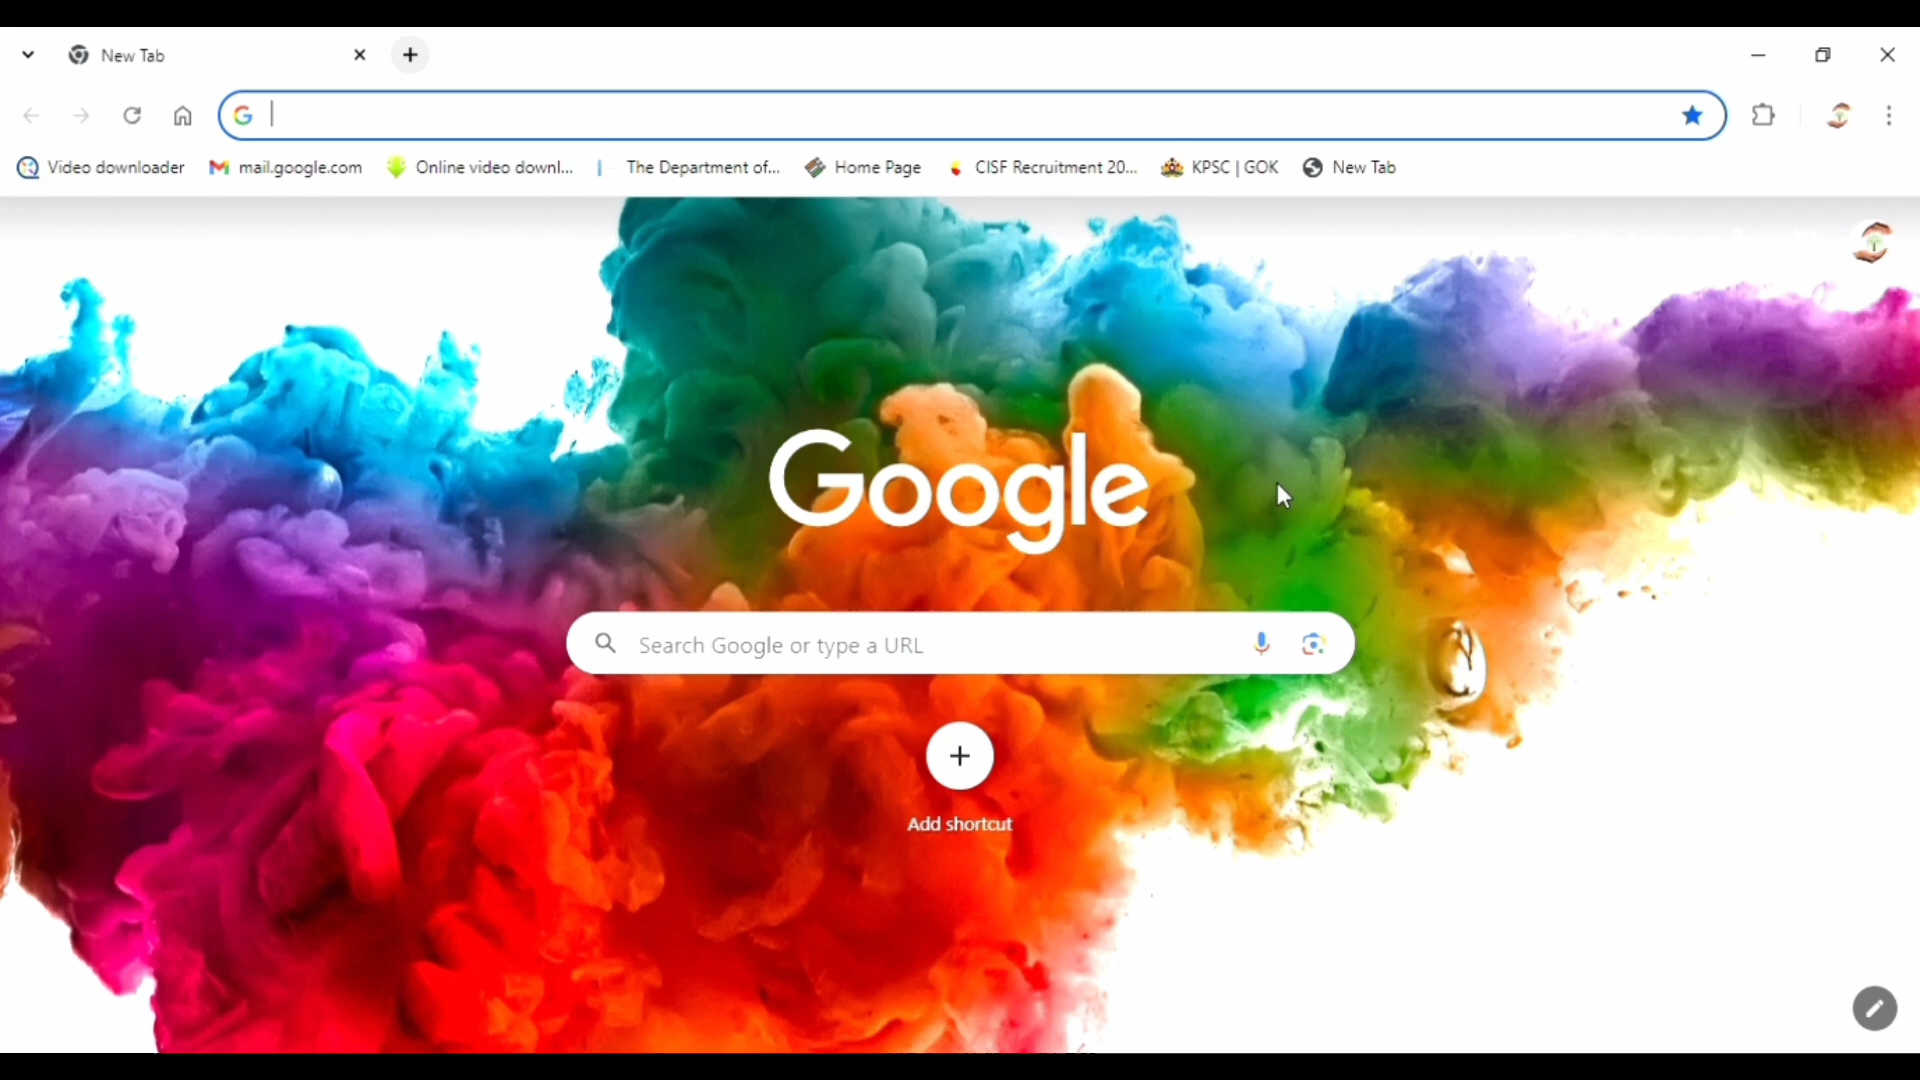 New Tab
Video downloader mail.google.com Online video downl... The Department of... Home Page CISF Recruitment 20... KPSC | GOK New Tab
Google
Search Google or type a URL
Add shortcut